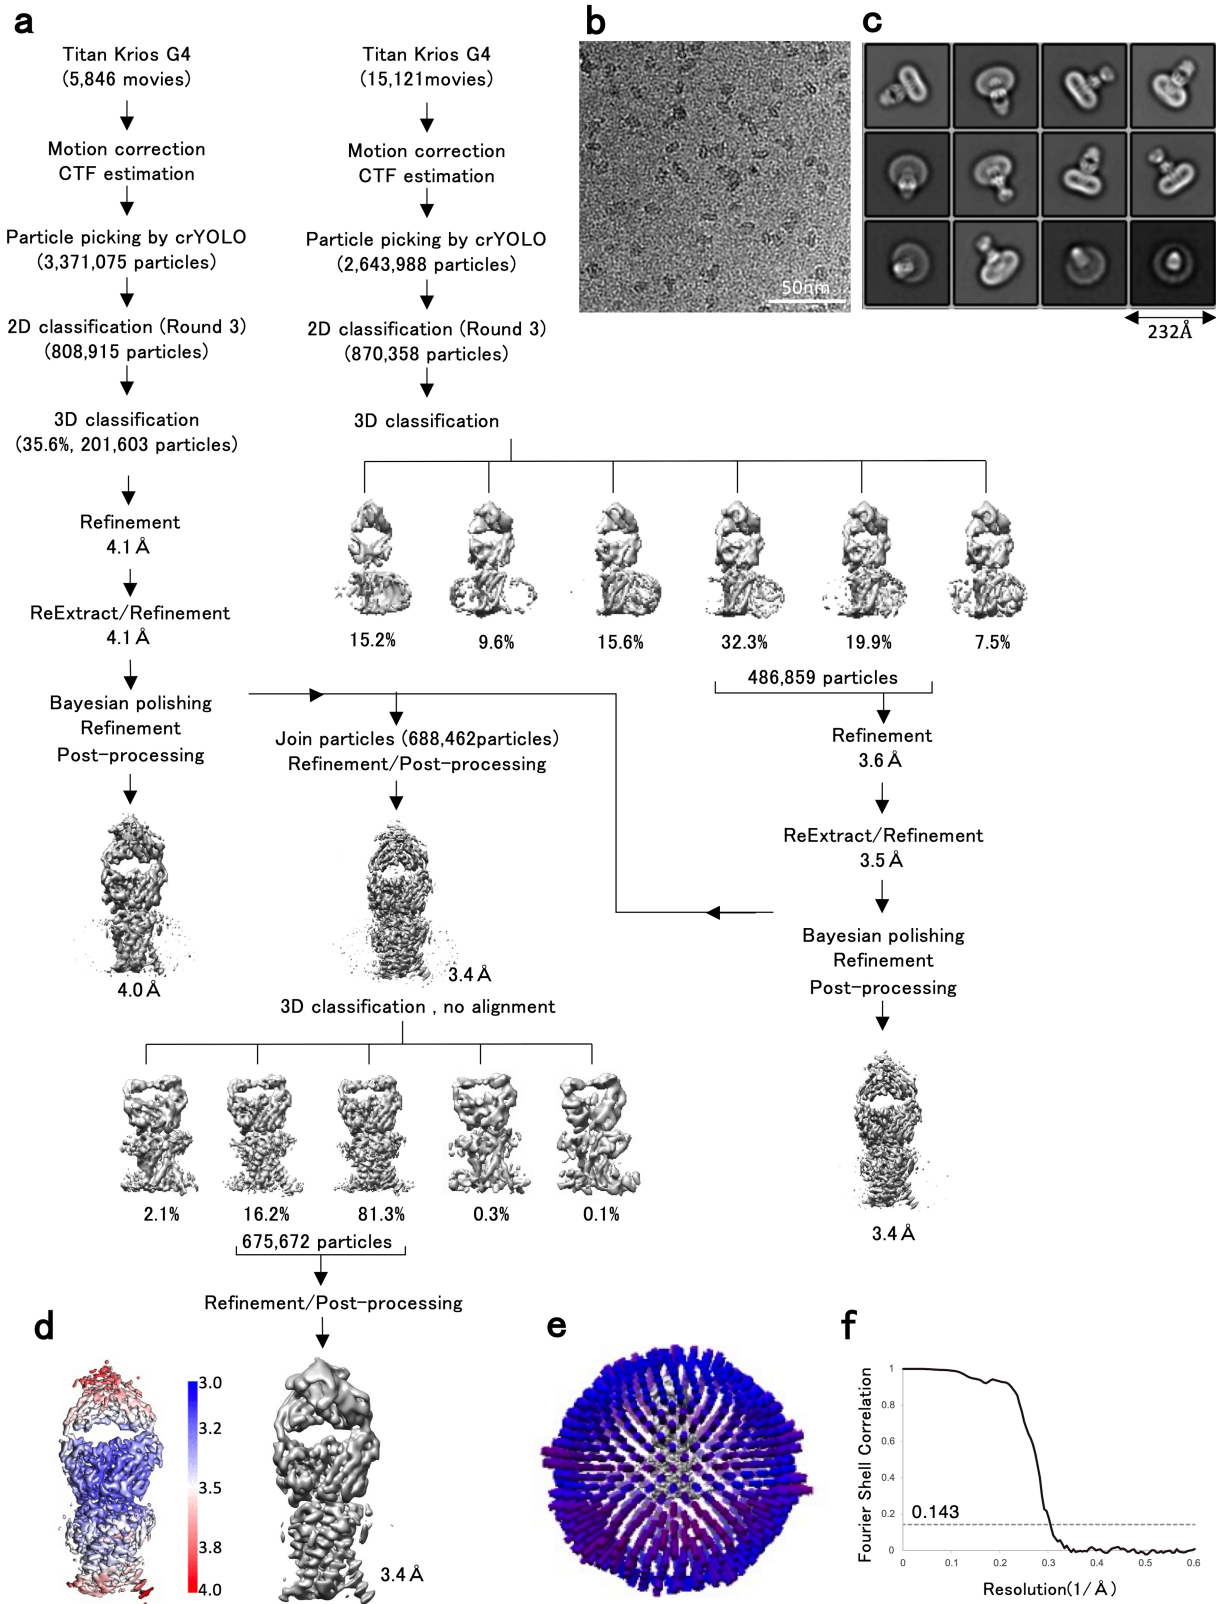 a
Titan Krios G4
(5,846 movies)
Motion correction
CTF estimation
Particle picking by crYOLO
(3,371,075 particles)
2D classification (Round 3)
(808,915 particles)
3D classification
(35.6%, 201,603 particles)
Refinement
4.1 Å
ReExtract/Refinement
4.1 Å
Bayesian polishing
Refinement
Post-processing
4.0 Å
Titan Krios G4
(15,121movies)
Motion correction
CTF estimation
Particle picking by crYOLO
(2,643,988 particles)
2D classification (Round 3)
(870,358 particles)
3D classification
15.2%
9.6%
15.6%
32.3%
19.9%
7.5%
486,859 particles
Refinement
3.6 Å
ReExtract/Refinement
3.5 Å
Bayesian polishing
Refinement
Post-processing
3.4 Å
Join particles (688,462particles)
Refinement/Post-processing
3.4 Å
3D classification , no alignment
2.1%
16.2%
81.3%
0.3%
0.1%
675,672 particles
Refinement/Post-processing
3.4 Å
b
50nm
c
232Å
d
3.0
3.2
3.5
3.8
4.0
e
f
Fourier Shell Correlation
1
0.8
0.6
0.4
0.2
0
0.143
0
0.1
0.2
0.3
0.4
0.5
0.6
Resolution(1/Å)